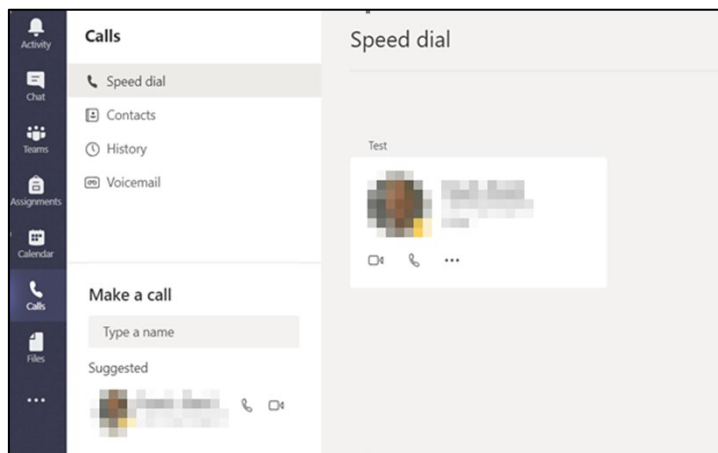 Activity
Chat
Teams
Assignments
Calendar
Calls
Files
Calls
Speed dial
Contacts
History
Voicemail
Make a call
Type a name
Suggested
Speed dial
Test